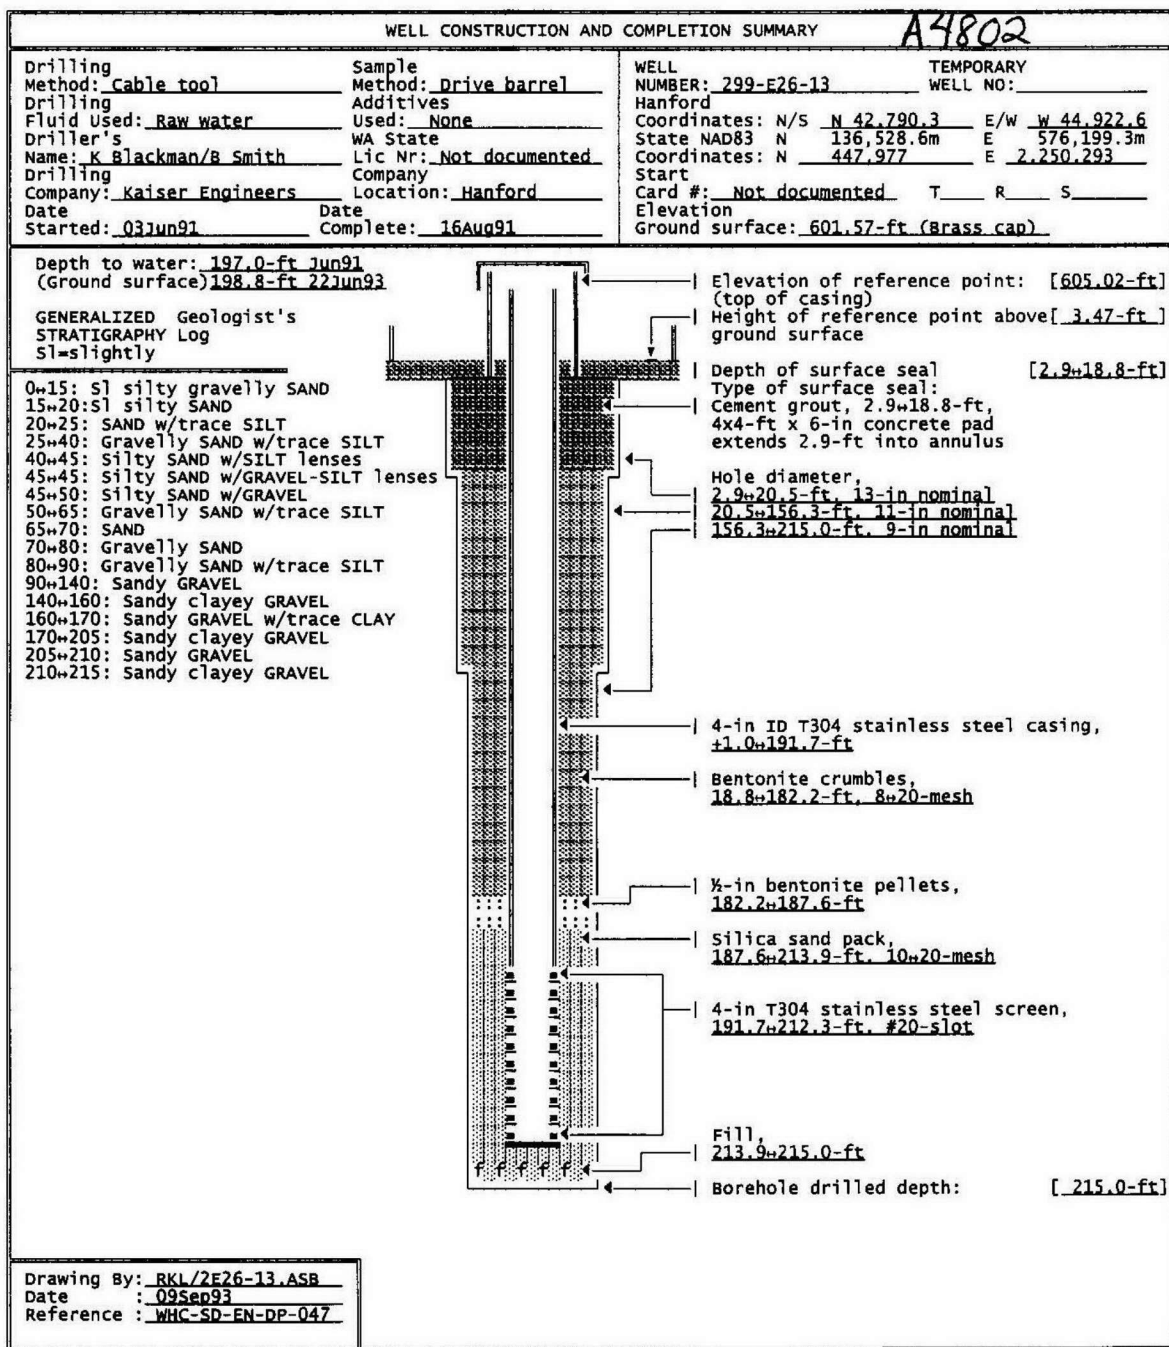 WELL CONSTRUCTION AND COMPLETION SUMMARY A4802
Drilling
Method: Cable tool
Sample
Method: Drive barrel
Drilling
Fluid Used: Raw water
Additives
Used: None
Driller's
Name: K Blackman/B Smith
WA State
Lic Nr: Not documented
Drilling
Company: Kaiser Engineers
Company
Location: Hanford
Date
Started: 03Jun91
Date
Complete: 16Aug91
WELL
NUMBER: 299-E26-13
TEMPORARY
WELL NO:
Hanford
Coordinates: N/S N 42,790.3 E/W W 44,922.6
State NAD83 N 136,528.6m E 576,199.3m
Coordinates: N 447,977 E 2,250,293
Start
Card #: Not documented T R S
Elevation
Ground surface: 601.57-ft (Brass cap)
Depth to water: 197.0-ft Jun91
(Ground surface) 198.8-ft 22Jun93
GENERALIZED Geologist's
STRATIGRAPHY Log
Sl=slightly
0↔15: Sl silty gravelly SAND
15↔20:Sl silty SAND
20↔25: SAND w/trace SILT
25↔40: Gravelly SAND w/trace SILT
40↔45: Silty SAND w/SILT lenses
45↔45: Silty SAND w/GRAVEL-SILT lenses
45↔50: Silty SAND w/GRAVEL
50↔65: Gravelly SAND w/trace SILT
65↔70: SAND
70↔80: Gravelly SAND
80↔90: Gravelly SAND w/trace SILT
90↔140: Sandy GRAVEL
140↔160: Sandy clayey GRAVEL
160↔170: Sandy GRAVEL w/trace CLAY
170↔205: Sandy clayey GRAVEL
205↔210: Sandy GRAVEL
210↔215: Sandy clayey GRAVEL
Elevation of reference point: [605.02-ft]
(top of casing)
Height of reference point above[ 3.47-ft ]
ground surface
Depth of surface seal [2.9↔18.8-ft]
Type of surface seal:
Cement grout, 2.9↔18.8-ft,
4x4-ft x 6-in concrete pad
extends 2.9-ft into annulus
Hole diameter,
2.9↔20.5-ft, 13-in nominal
20.5↔156.3-ft, 11-in nominal
156.3↔215.0-ft, 9-in nominal
4-in ID T304 stainless steel casing,
+1.0↔191.7-ft
Bentonite crumbles,
18.8↔182.2-ft, 8↔20-mesh
½-in bentonite pellets,
182.2↔187.6-ft
Silica sand pack,
187.6↔213.9-ft, 10↔20-mesh
4-in T304 stainless steel screen,
191.7↔212.3-ft, #20-slot
Fill,
213.9↔215.0-ft
f f f f f
Borehole drilled depth: [ 215.0-ft]
Drawing By: RKL/2E26-13.ASB
Date : 09Sep93
Reference : WHC-SD-EN-DP-047